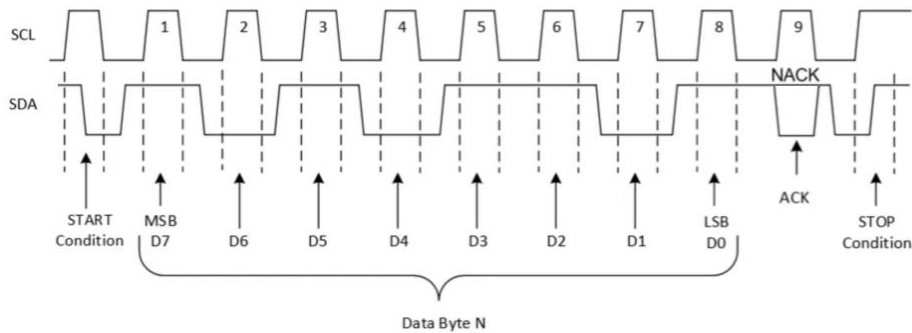 SCL
1 2 3 4 5 6 7 8 9
NACK
SDA
ACK
START
Condition
MSB
D7
D6
D5
D4
D3
D2
D1
LSB
D0
STOP
Condition
Data Byte N